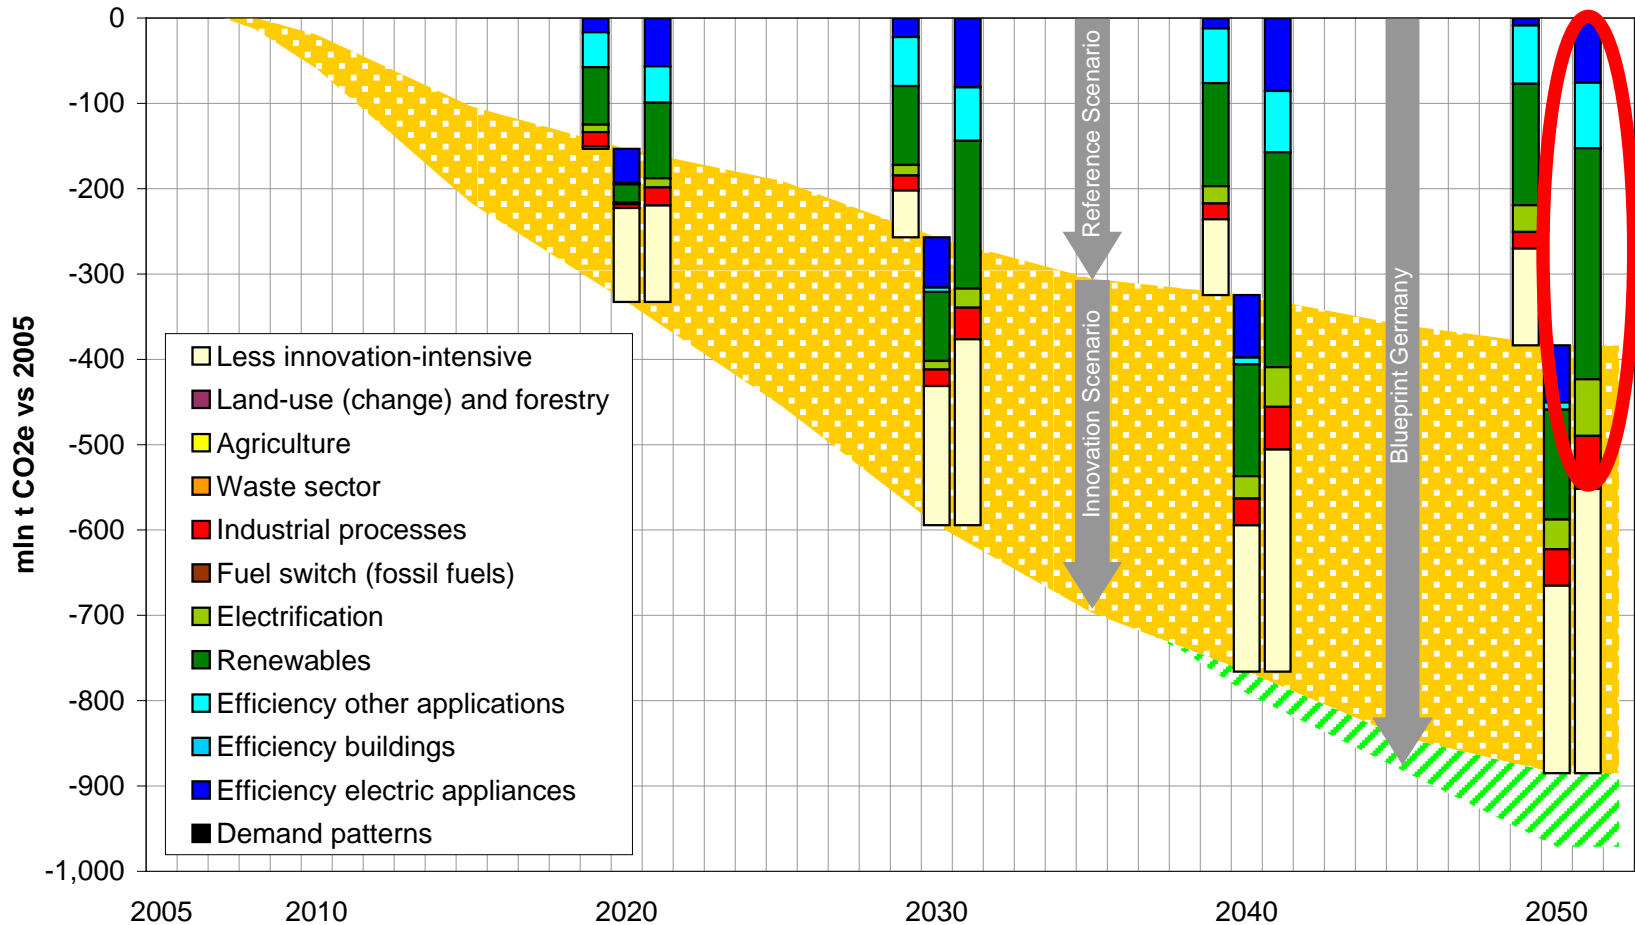 0
-100
-200
-300
-400
-500
-600
-700
-800
-900
-1,000
mln t CO2e vs 2005
Less innovation-intensive
Land-use (change) and forestry
Agriculture
Waste sector
Industrial processes
Fuel switch (fossil fuels)
Electrification
Renewables
Efficiency other applications
Efficiency buildings
Efficiency electric appliances
Demand patterns
Reference Scenario
Innovation Scenario
Blueprint Germany
2005
2010
2020
2030
2040
2050